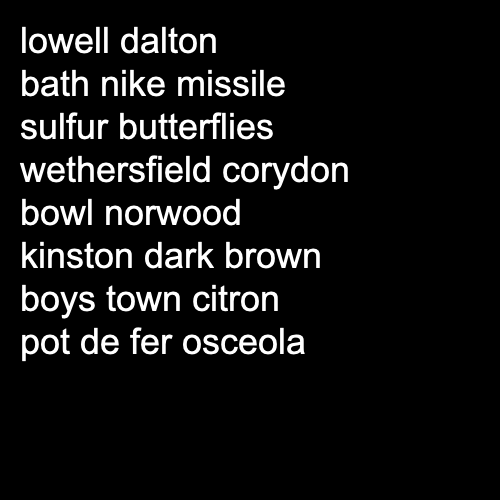 lowell dalton
bath nike missile
sulfur butterflies
wethersfield corydon
bowl norwood
kinston dark brown
boys town citron
pot de fer osceola